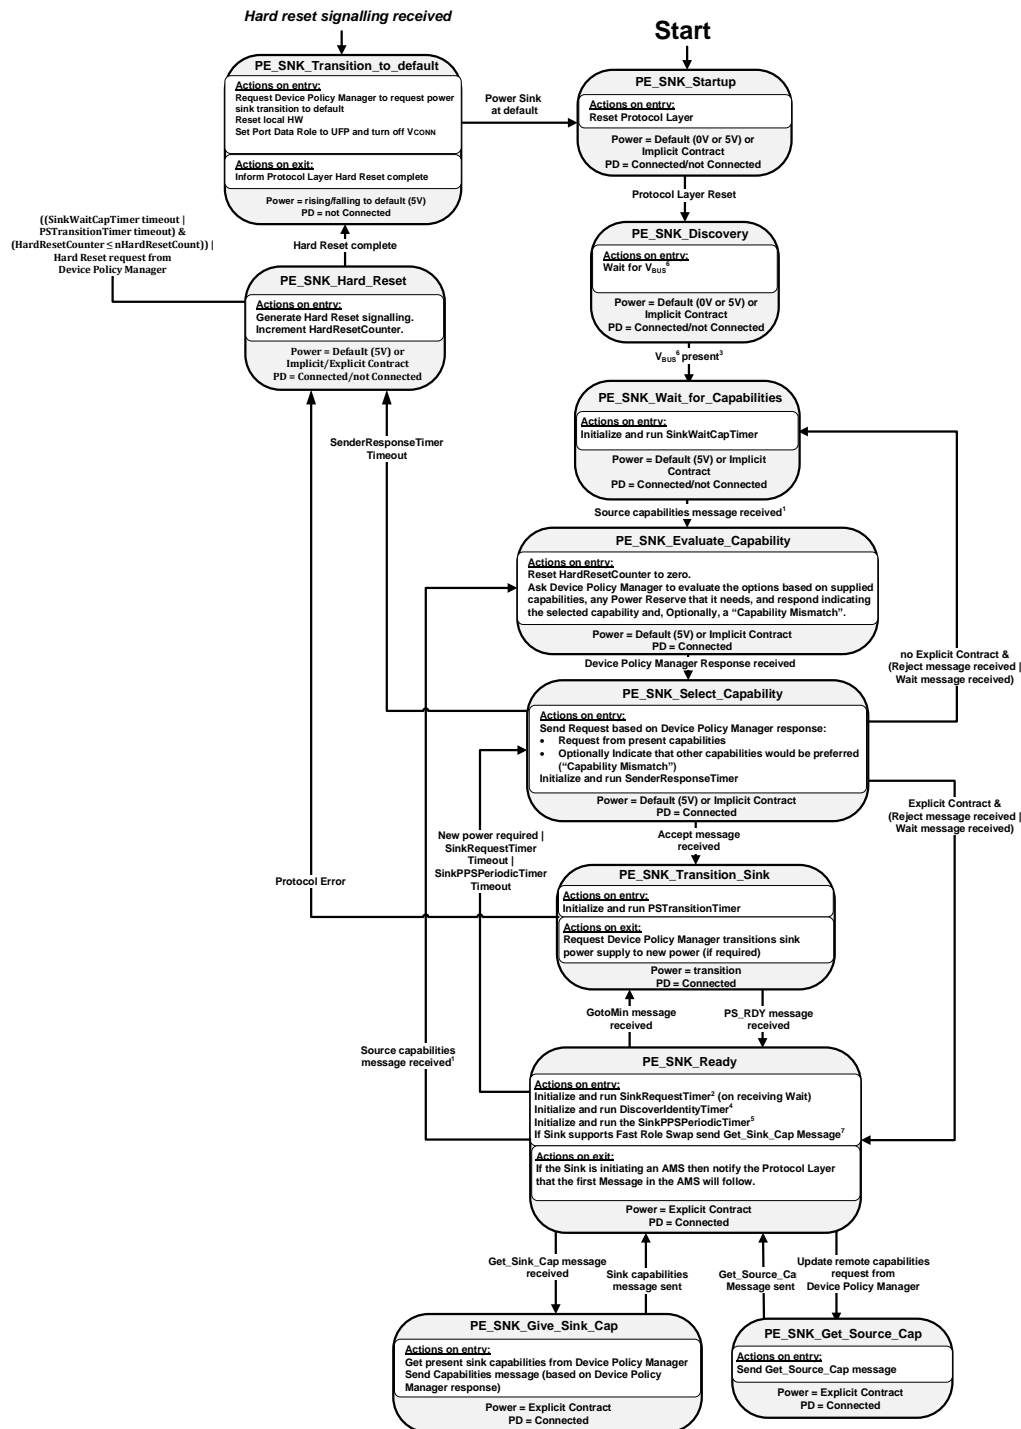 Hard reset signalling received
Start
PE_SNK_Transition_to_default
Actions on entry:
Request Device Policy Manager to request power
sink transition to default
Reset local HW
Set Port Data Role to UFP and turn off VCONN
Actions on exit:
Inform Protocol Layer Hard Reset complete
Power = rising/falling to default (5V)
PD = not Connected
Power Sink
at default
PE_SNK_Startup
Actions on entry:
Reset Protocol Layer
Power = Default (0V or 5V) or
Implicit Contract
PD = Connected/not Connected
Protocol Layer Reset
((SinkWaitCapTimer timeout |
PSTransitionTimer timeout) &
(HardResetCounter ≤ nHardResetCount)) |
Hard Reset request from
Device Policy Manager
Hard Reset complete
PE_SNK_Hard_Reset
Actions on entry:
Generate Hard Reset signalling.
Increment HardResetCounter.
Power = Default (5V) or
Implicit/Explicit Contract
PD = Connected/not Connected
PE_SNK_Discovery
Actions on entry:
Wait for VBUS6
Power = Default (0V or 5V) or
Implicit Contract
PD = Connected/not Connected
VBUS6 present3
PE_SNK_Wait_for_Capabilities
Actions on entry:
Initialize and run SinkWaitCapTimer
Power = Default (5V) or Implicit
Contract
PD = Connected/not Connected
SenderResponseTimer
Timeout
Source capabilities message received1
PE_SNK_Evaluate_Capability
Actions on entry:
Reset HardResetCounter to zero.
Ask Device Policy Manager to evaluate the options based on supplied
capabilities, any Power Reserve that it needs, and respond indicating
the selected capability and, Optionally, a “Capability Mismatch”.
Power = Default (5V) or Implicit Contract
PD = Connected
Device Policy Manager Response received
no Explicit Contract &
(Reject message received |
Wait message received)
PE_SNK_Select_Capability
Actions on entry:
Send Request based on Device Policy Manager response:
• Request from present capabilities
• Optionally Indicate that other capabilities would be preferred
(“Capability Mismatch”)
Initialize and run SenderResponseTimer
Power = Default (5V) or Implicit Contract
PD = Connected
Explicit Contract &
(Reject message received |
Wait message received)
New power required |
SinkRequestTimer
Timeout |
SinkPPSPeriodicTimer
Timeout
Accept message
received
Protocol Error
PE_SNK_Transition_Sink
Actions on entry:
Initialize and run PSTransitionTimer
Actions on exit:
Request Device Policy Manager transitions sink
power supply to new power (if required)
Power = transition
PD = Connected
GotoMin message
received
PS_RDY message
received
Source capabilities
message received1
PE_SNK_Ready
Actions on entry:
Initialize and run SinkRequestTimer2 (on receiving Wait)
Initialize and run DiscoverIdentityTimer4
Initialize and run the SinkPPSPeriodicTimer5
If Sink supports Fast Role Swap send Get_Sink_Cap Message7
Actions on exit:
If the Sink is initiating an AMS then notify the Protocol Layer
that the first Message in the AMS will follow.
Power = Explicit Contract
PD = Connected
Get_Sink_Cap message
received
Sink capabilities
message sent
Get_Source_Ca
Message sent
Update remote capabilities
request from
Device Policy Manager
PE_SNK_Give_Sink_Cap
Actions on entry:
Get present sink capabilities from Device Policy Manager
Send Capabilities message (based on Device Policy
Manager response)
Power = Explicit Contract
PD = Connected
PE_SNK_Get_Source_Cap
Actions on entry:
Send Get_Source_Cap message
Power = Explicit Contract
PD = Connected